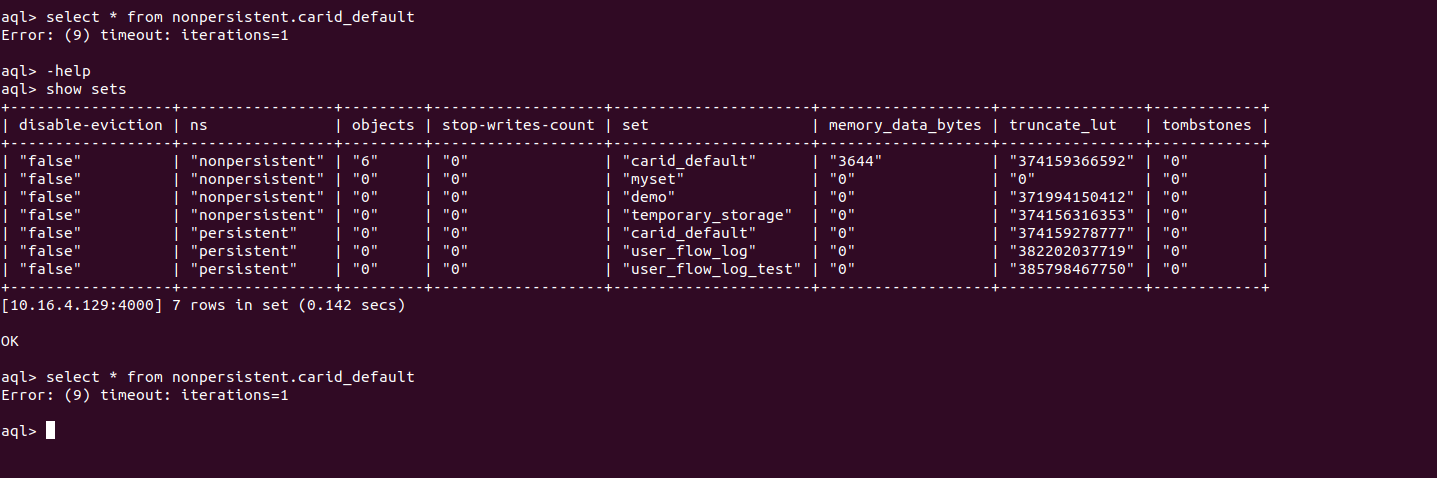 aql> select * from nonpersistent.carid_default
Error: (9) timeout: iterations=1
aql> -help
aql> show sets
+------------------+-----------------+---------+-------------------+----------------------+-------------------+----------------+------------+
| disable-eviction | ns              | objects | stop-writes-count | set                  | memory_data_bytes | truncate_lut   | tombstones |
+------------------+-----------------+---------+-------------------+----------------------+-------------------+----------------+------------+
| "false"          | "nonpersistent" | "6"     | "0"               | "carid_default"      | "3644"            | "374159366592" | "0"        |
| "false"          | "nonpersistent" | "0"     | "0"               | "myset"              | "0"               | "0"            | "0"        |
| "false"          | "nonpersistent" | "0"     | "0"               | "demo"               | "0"               | "371994150412" | "0"        |
| "false"          | "nonpersistent" | "0"     | "0"               | "temporary_storage"  | "0"               | "374156316353" | "0"        |
| "false"          | "persistent"    | "0"     | "0"               | "carid_default"      | "0"               | "374159278777" | "0"        |
| "false"          | "persistent"    | "0"     | "0"               | "user_flow_log"      | "0"               | "382202037719" | "0"        |
| "false"          | "persistent"    | "0"     | "0"               | "user_flow_log_test" | "0"               | "385798467750" | "0"        |
+------------------+-----------------+---------+-------------------+----------------------+-------------------+----------------+------------+
[10.16.4.129:4000] 7 rows in set (0.142 secs)
OK
aql> select * from nonpersistent.carid_default
Error: (9) timeout: iterations=1
aql>